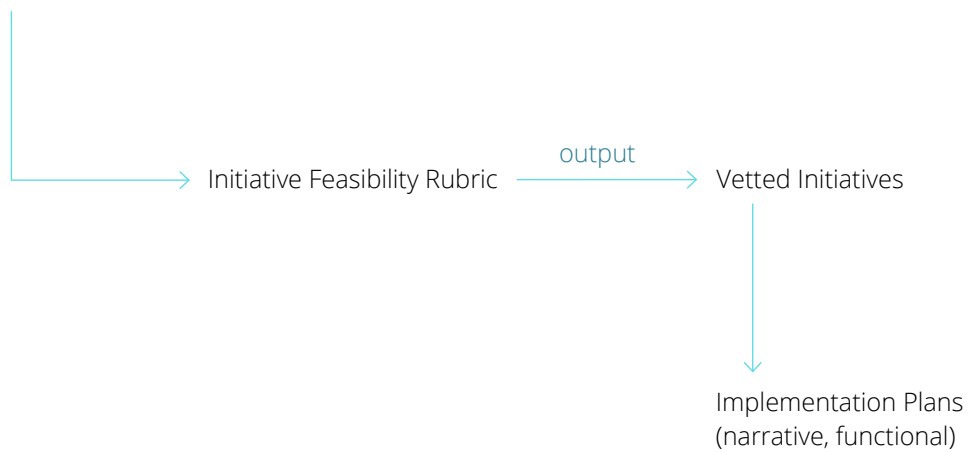 output
Initiative Feasibility Rubric
Vetted Initiatives
Implementation Plans
(narrative, functional)